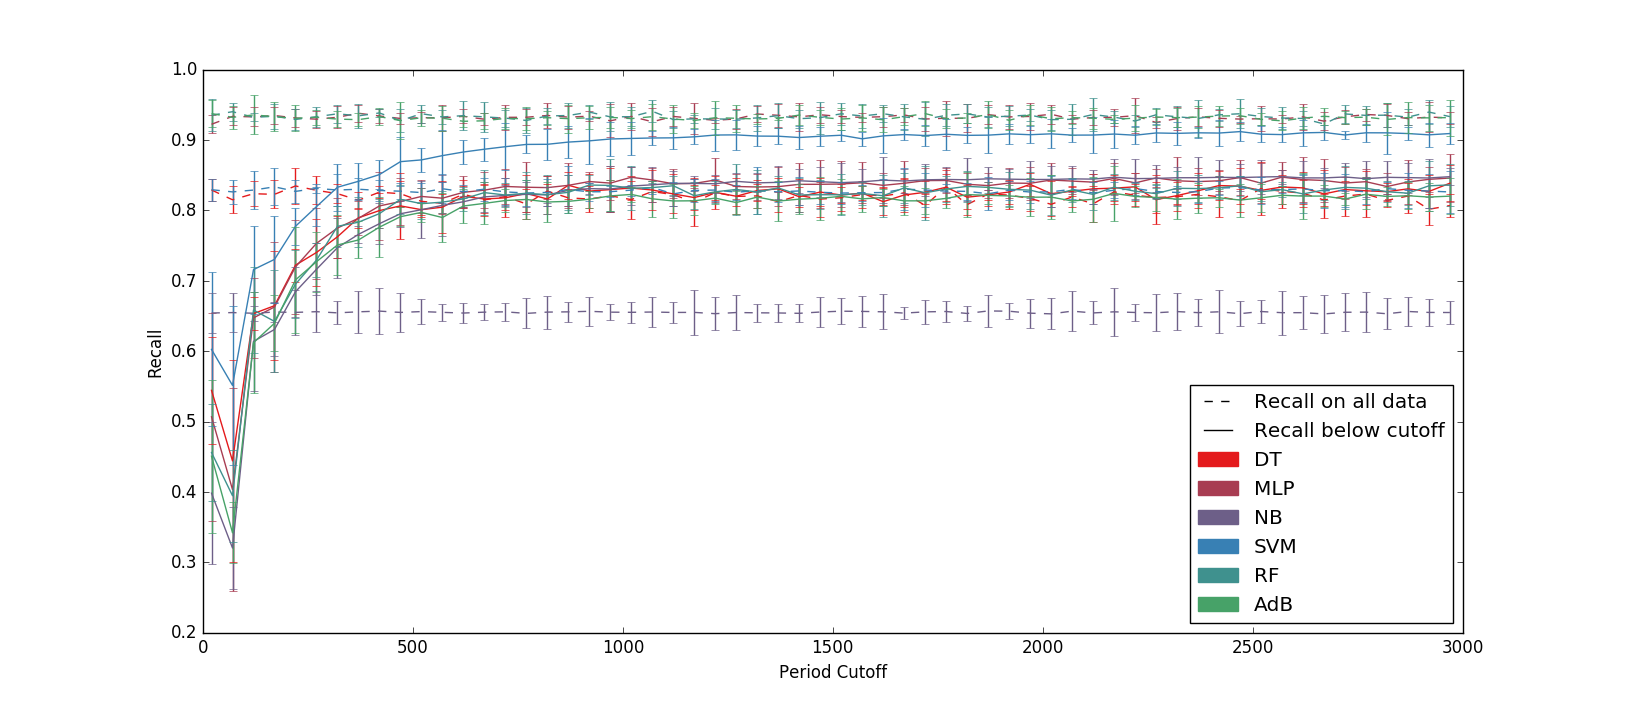 1.0
0.9
0.8
0.7
0.6
0.5
0.4
0.3
0.2
Recall
0
500
1000
1500
2000
2500
3000
Period Cutoff
Recall on all data
Recall below cutoff
DT
MLP
NB
SVM
RF
AdB